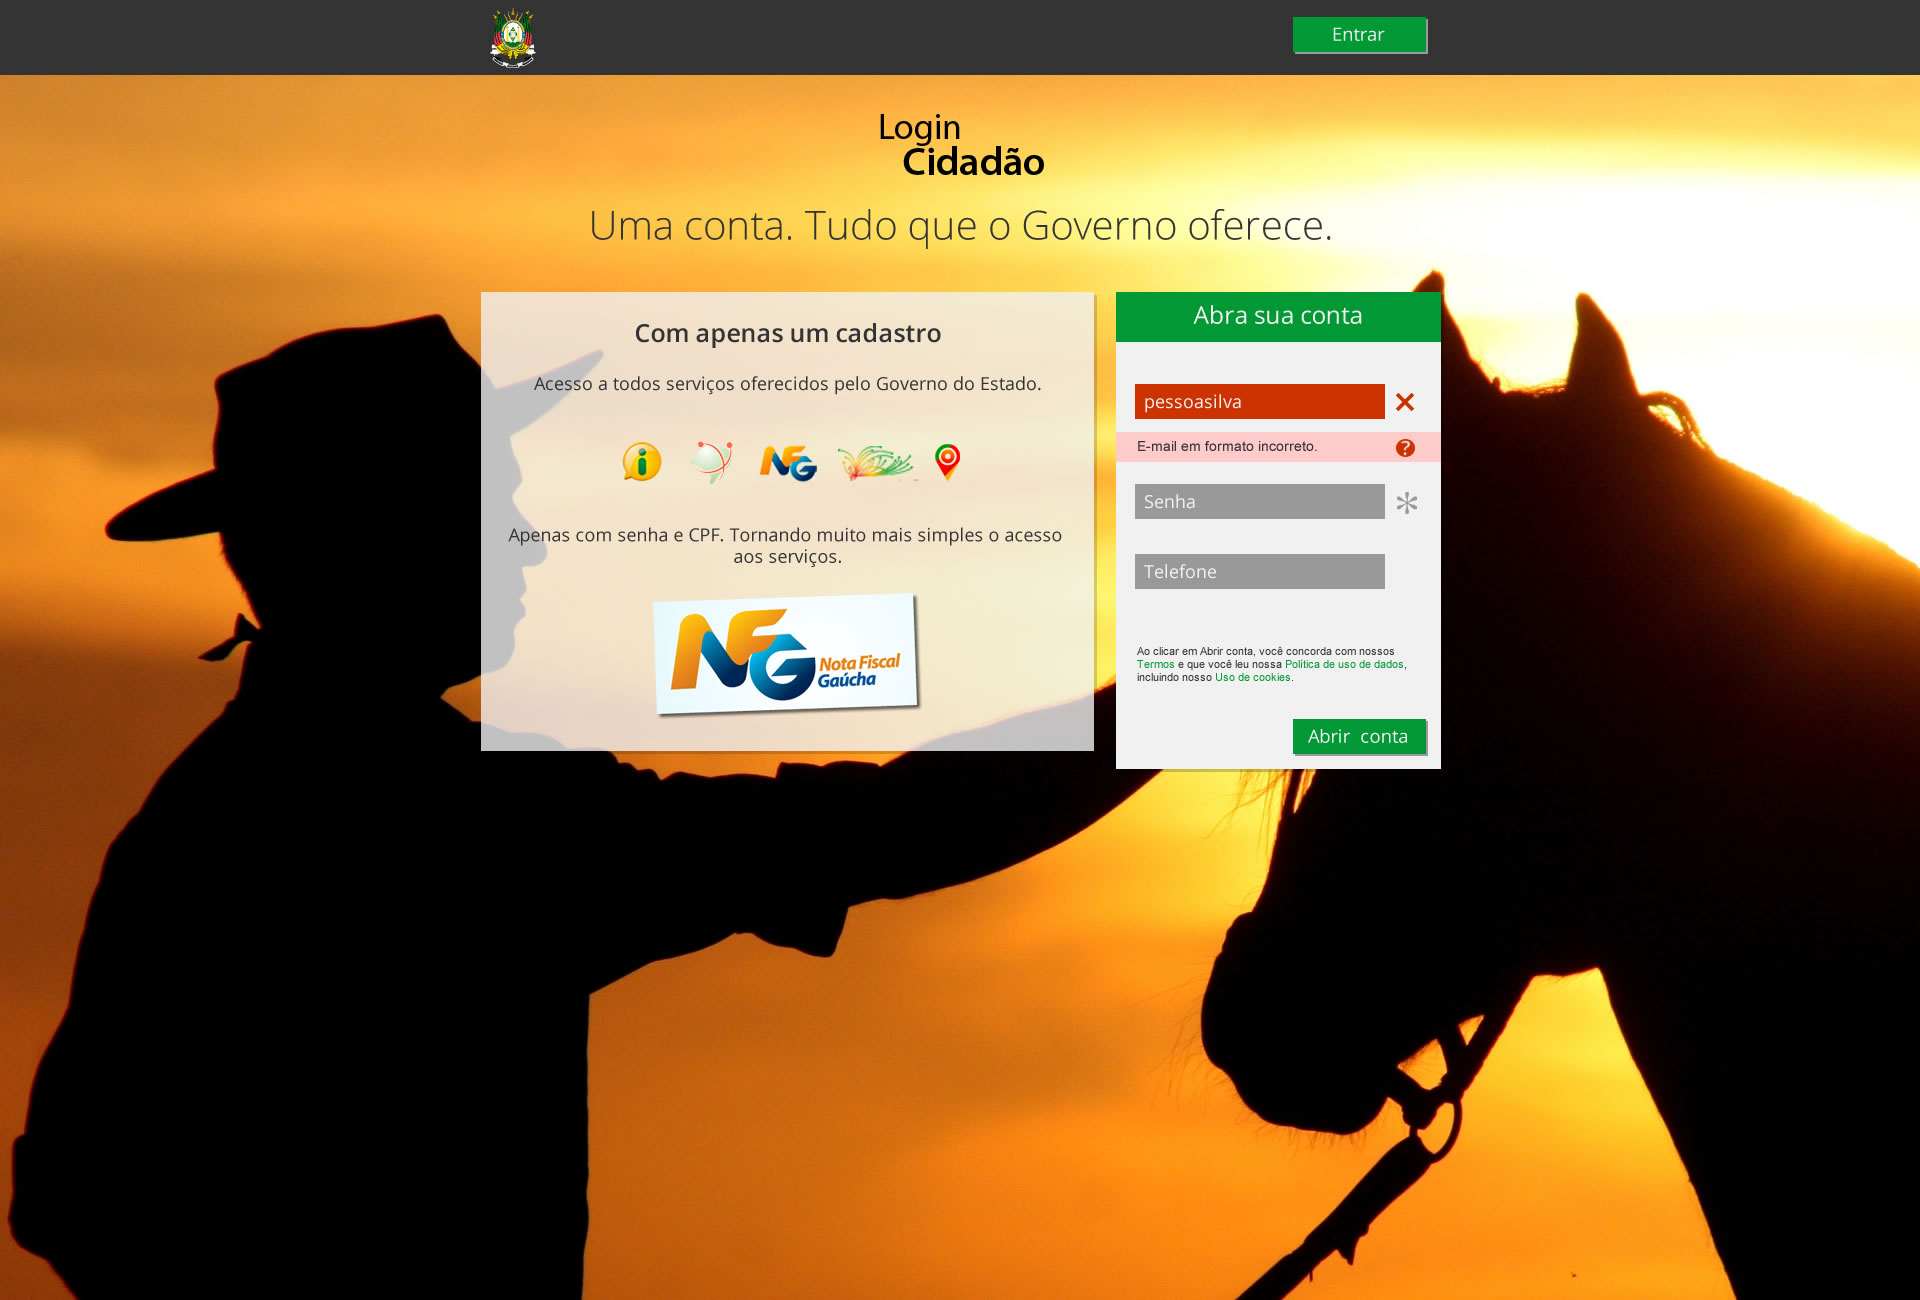 Entrar
Login
Cidadão
Uma conta. Tudo que o Governo oferece.
Com apenas um cadastro
Acesso a todos serviços oferecidos pelo Governo do Estado.
i
NFG
Apenas com senha e CPF. Tornando muito mais simples o acesso
aos serviços.
NFG Nota Fiscal
Gaúcha
Abra sua conta
pessoasilva
E-mail em formato incorreto. ?
Senha
Telefone
Ao clicar em Abrir conta, você concorda com nossos
Termos e que você leu nossa Política de uso de dados,
incluindo nosso Uso de cookies.
Abrir conta